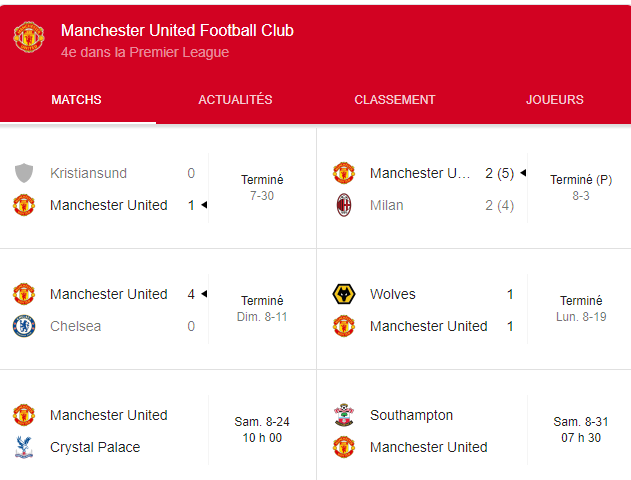 Manchester United Football Club
4e dans la Premier League
MATCHS
ACTUALITÉS
CLASSEMENT
JOUEURS
Kristiansund 0
Manchester United 1
Terminé
7-30
Manchester U... 2 (5)
Milan 2 (4)
Terminé (P)
8-3
Manchester United 4
Chelsea 0
Terminé
Dim. 8-11
Wolves 1
Manchester United 1
Terminé
Lun. 8-19
Manchester United
Crystal Palace
Sam. 8-24
10 h 00
Southampton
Manchester United
Sam. 8-31
07 h 30